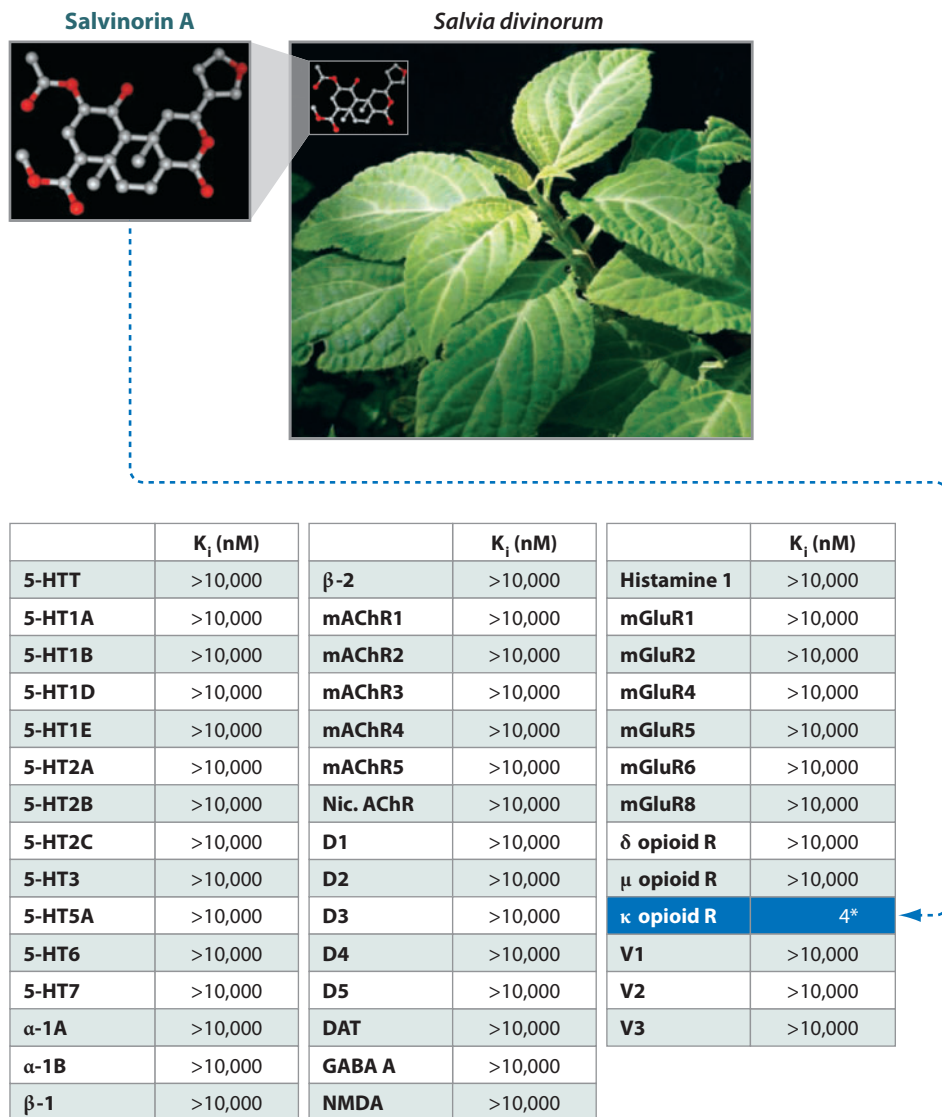 Salvinorin A
Salvia divinorum
Ki (nM)
5-HTT >10,000
5-HT1A >10,000
5-HT1B >10,000
5-HT1D >10,000
5-HT1E >10,000
5-HT2A >10,000
5-HT2B >10,000
5-HT2C >10,000
5-HT3 >10,000
5-HT5A >10,000
5-HT6 >10,000
5-HT7 >10,000
α-1A >10,000
α-1B >10,000
β-1 >10,000
Ki (nM)
β-2 >10,000
mAChR1 >10,000
mAChR2 >10,000
mAChR3 >10,000
mAChR4 >10,000
mAChR5 >10,000
Nic. AChR >10,000
D1 >10,000
D2 >10,000
D3 >10,000
D4 >10,000
D5 >10,000
DAT >10,000
GABA A >10,000
NMDA >10,000
Ki (nM)
Histamine 1 >10,000
mGluR1 >10,000
mGluR2 >10,000
mGluR4 >10,000
mGluR5 >10,000
mGluR6 >10,000
mGluR8 >10,000
δ opioid R >10,000
μ opioid R >10,000
κ opioid R 4*
V1 >10,000
V2 >10,000
V3 >10,000